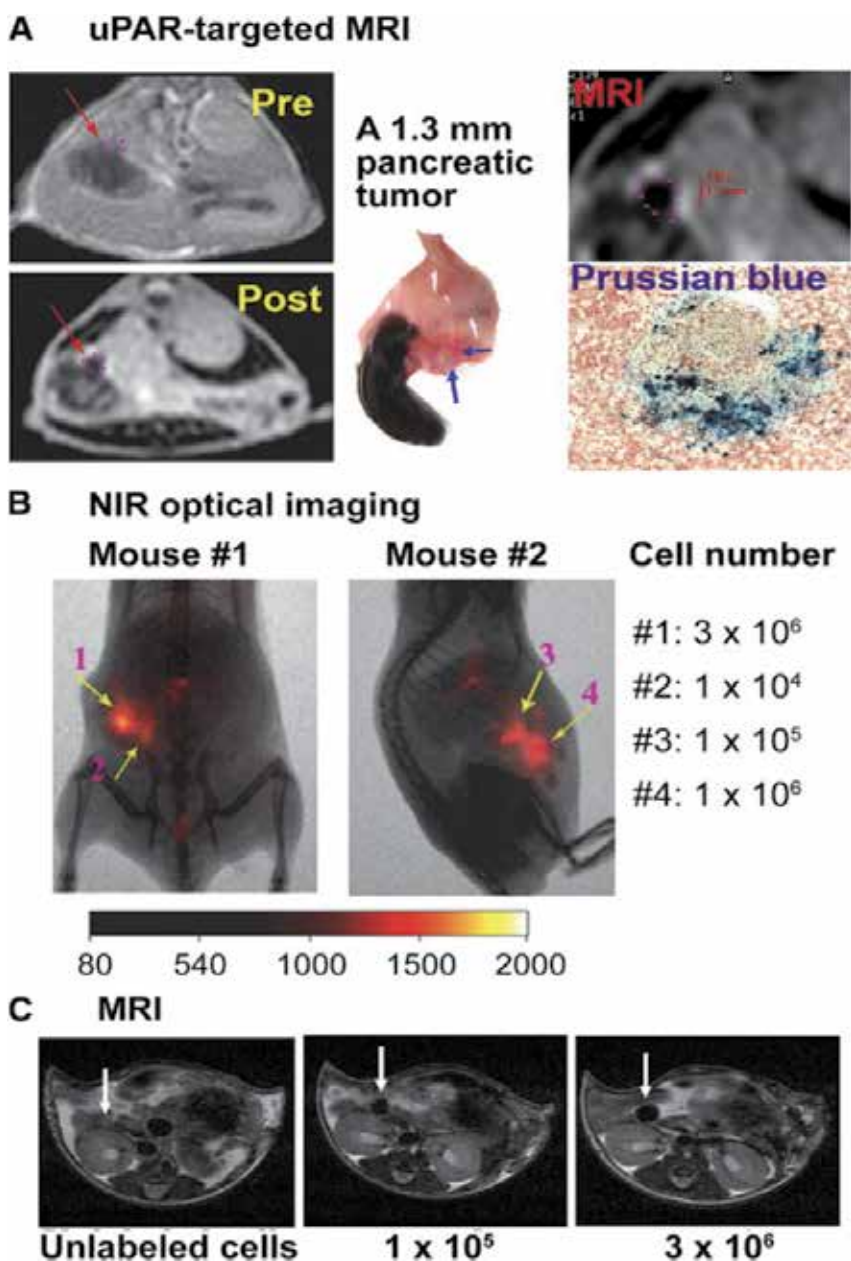 A uPAR-targeted MRI
Pre
Post
A 1.3 mm
pancreatic
tumor
MRI
Prussian blue
B NIR optical imaging
Mouse #1
Mouse #2
Cell number
1
2
3
4
#1: 3 x 10⁶
#2: 1 x 10⁴
#3: 1 x 10⁵
#4: 1 x 10⁶
80 540 1000 1500 2000
C MRI
Unlabeled cells
1 x 10⁵
3 x 10⁶